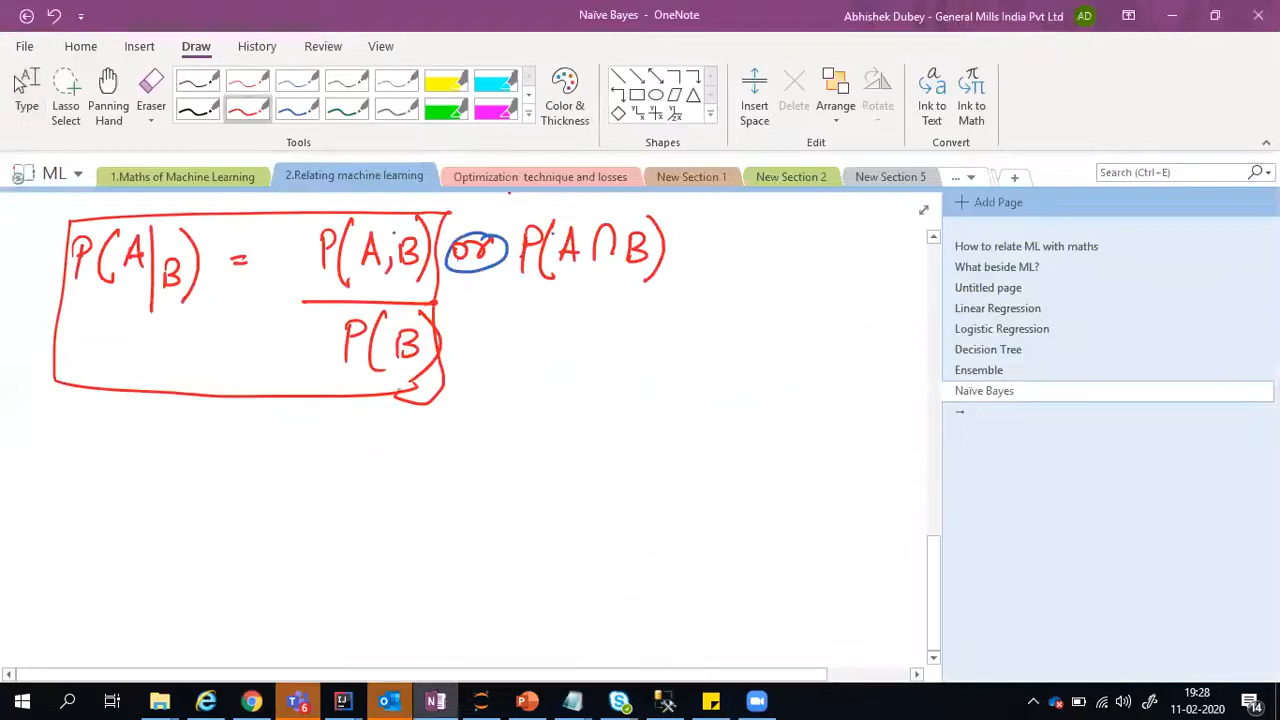 Naïve Bayes - OneNote
Abhishek Dubey - General Mills India Pvt Ltd
AD
File Home Insert Draw History Review View
Type
Lasso Select
Panning Hand
Eraser
Color & Thickness
Insert Space
Delete
Arrange
Rotate
Ink to Text
Ink to Math
Tools
Shapes
Edit
Convert
ML
1.Maths of Machine Learning
2.Relating machine learning
Optimization technique and losses
New Section 1
New Section 2
New Section 5
...
Search (Ctrl+E)
P(A|B) = P(A,B) or P(A∩B)
P(B)
Add Page
How to relate ML with maths
What beside ML?
Untitled page
Linear Regression
Logistic Regression
Decision Tree
Ensemble
Naïve Bayes
19:28
11-02-2020
14
6